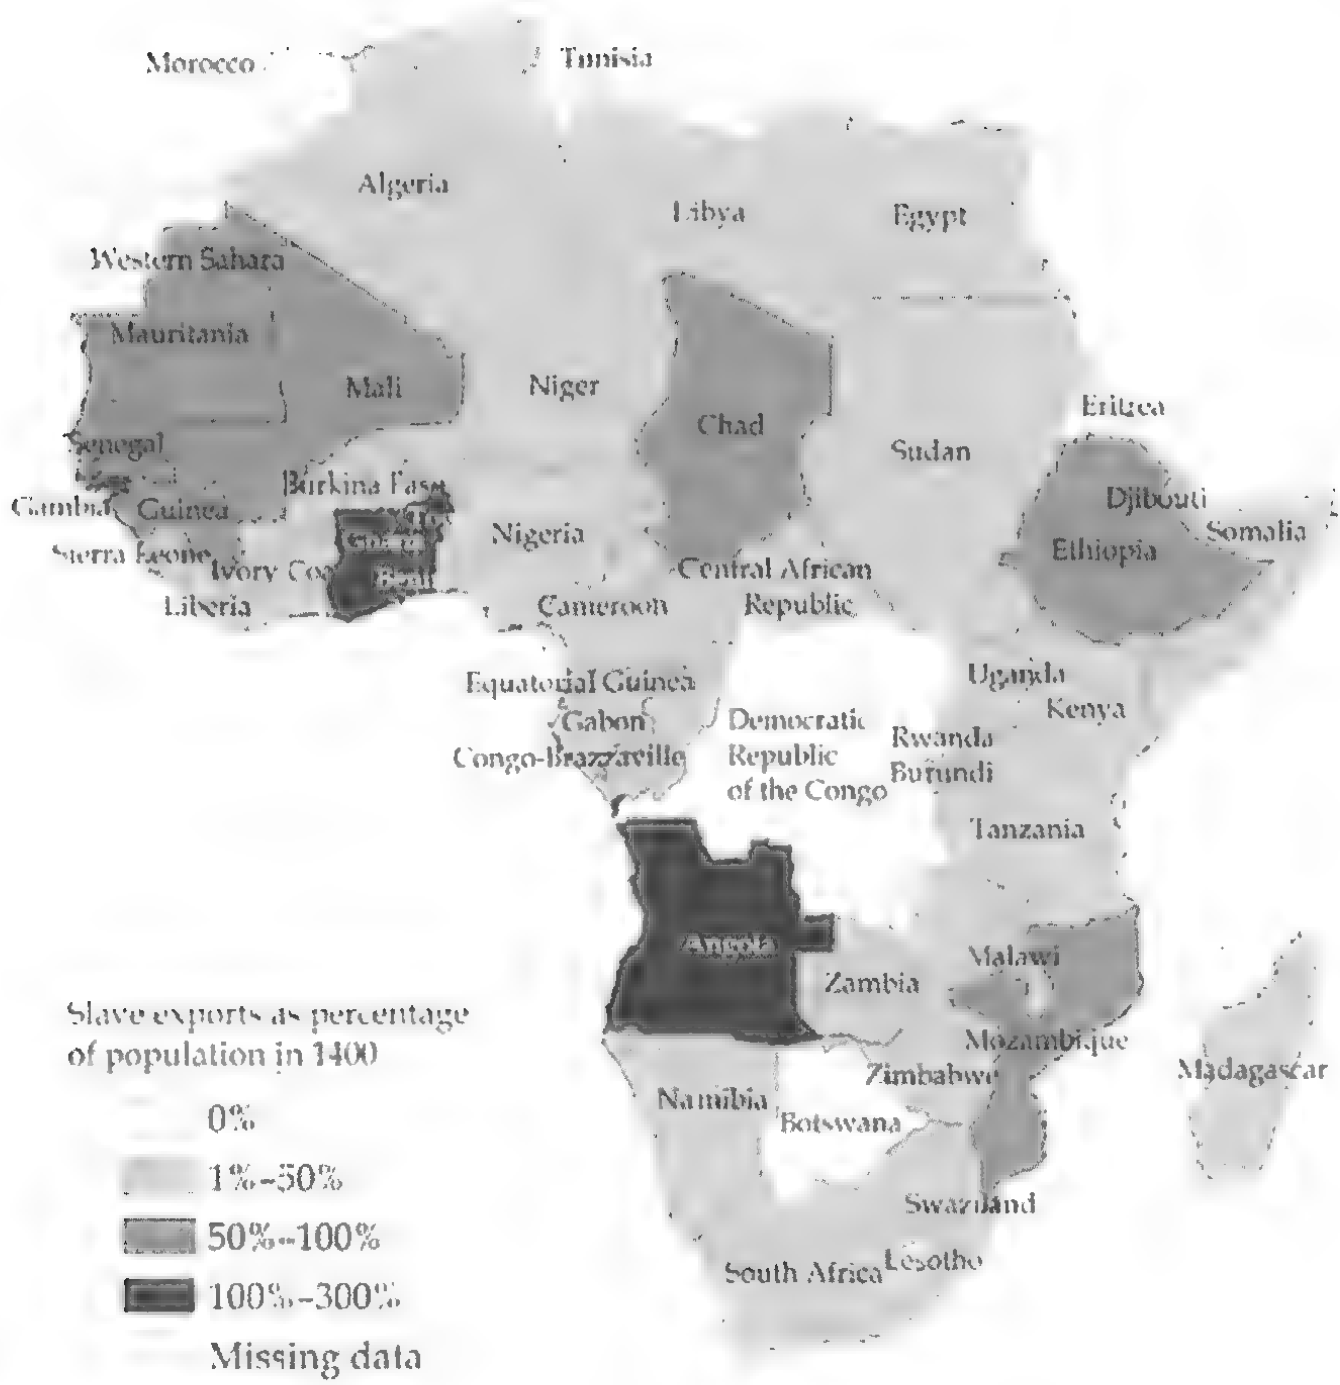 Morocco
Tunisia
Algeria
Libya
Egypt
Western Sahara
Mauritania
Mali
Niger
Chad
Sudan
Eritrea
Senegal
Burkina Faso
Djibouti
Gambia
Guinea
Somalia
Nigeria
Ethiopia
Sierra Leone
Ivory Coa
Central African
Republic
Liberia
Cameroon
Uganda
Equatorial Guinea
Kenya
Gabon
Democratic
Republic
of the Congo
Rwanda
Burundi
Congo-Brazzaville
Tanzania
Angola
Malawi
Zambia
Mozambique
Zimbabwe
Madagascar
Namibia
Botswana
Swaziland
South Africa
Lesotho
Slave exports as percentage
of population in 1400
0%
1%–50%
50%–100%
100%–300%
Missing data